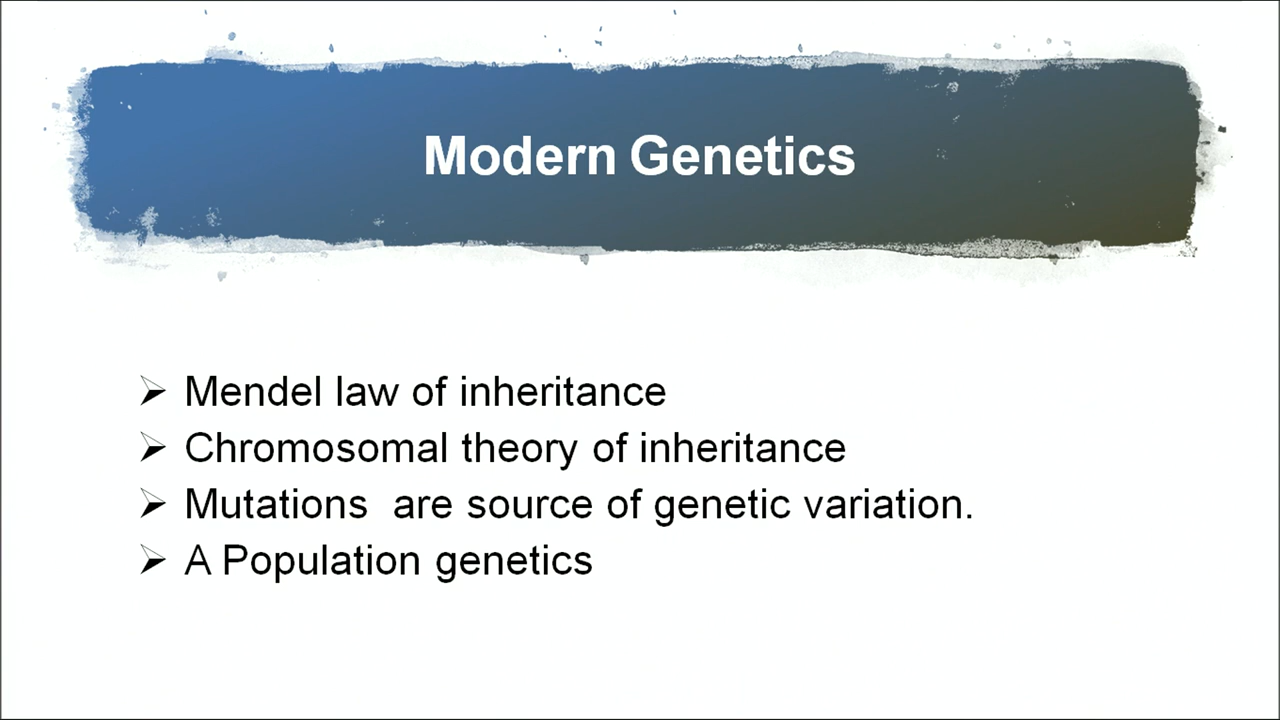 Modern Genetics
Mendel law of inheritance
Chromosomal theory of inheritance
Mutations  are source of genetic variation.
A Population genetics